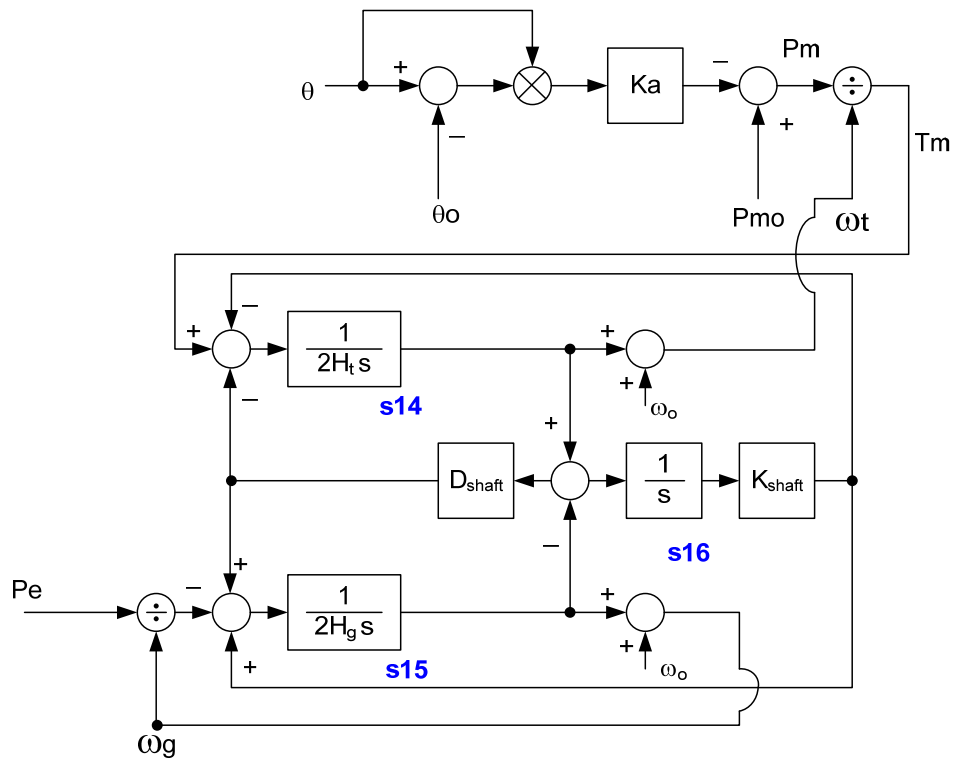 Pm
+
−
θ
Ka
÷
+
Tm
−
θo
Pmo
ωt
−
+
1
2Hₜ s
+
−
s14
+
ωₒ
+
Dshaft
1
s
Kshaft
−
s16
+
Pe
−
÷
1
2Hg s
+
+
+
s15
ωₒ
ωg